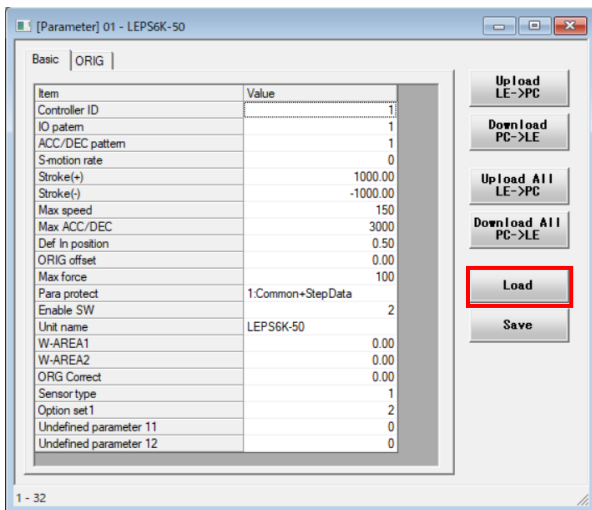 [Parameter] 01 - LEPS6K-50
Basic ORIG
Item Value
Controller ID 1
IO pattern 1
ACC/DEC pattern 1
S-motion rate 0
Stroke(+) 1000.00
Stroke(-) -1000.00
Max speed 150
Max ACC/DEC 3000
Def In position 0.50
ORIG offset 0.00
Max force 100
Para protect 1:Common+StepData
Enable SW 2
Unit name LEPS6K-50
W-AREA1 0.00
W-AREA2 0.00
ORG Correct 0.00
Sensor type 1
Option set1 2
Undefined parameter 11 0
Undefined parameter 12 0
Upload
LE->PC
Download
PC->LE
Upload All
LE->PC
Download All
PC->LE
Load
Save
1 - 32